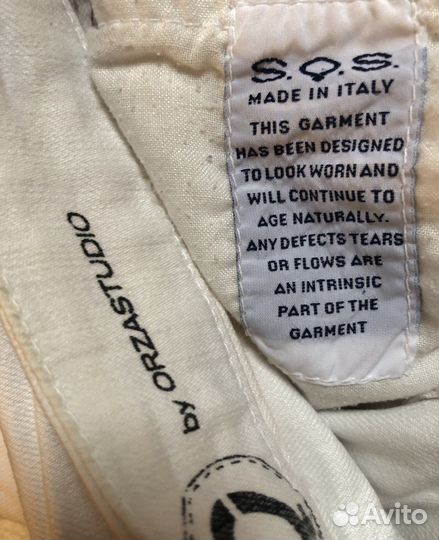 S.O.S.
MADE IN ITALY
THIS GARMENT
HAS BEEN DESIGNED
TO LOOK WORN AND
WILL CONTINUE TO
AGE NATURALLY.
ANY DEFECTS TEARS
OR FLOWS ARE
AN INTRINSIC
PART OF THE
GARMENT
by ORZASTUDIO
Avito